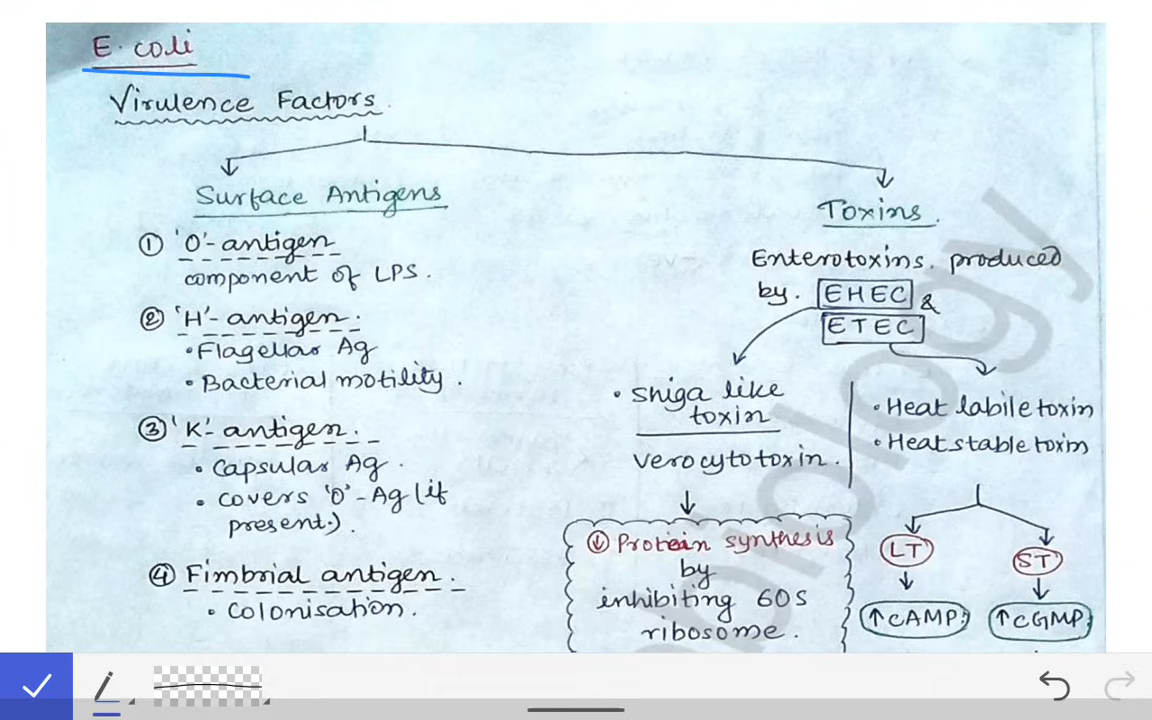 E. coli
Virulence Factors.
Surface Antigens
① 'O'-antigen
component of LPS.
② 'H'-antigen.
• Flagellar Ag
• Bacterial motility.
③ 'K'-antigen.
• Capsular Ag.
• Covers 'O'-Ag (if
present.).
④ Fimbrial antigen.
• Colonisation.
Toxins.
Enterotoxins. produced
by. EHEC &
ETEC
• Shiga like
toxin
verocytotoxin.
↓ Protein synthesis
by
inhibiting 60S
ribosome.
• Heat labile toxin
• Heat stable toxin
LT
ST
↑cAMP
↑cGMP